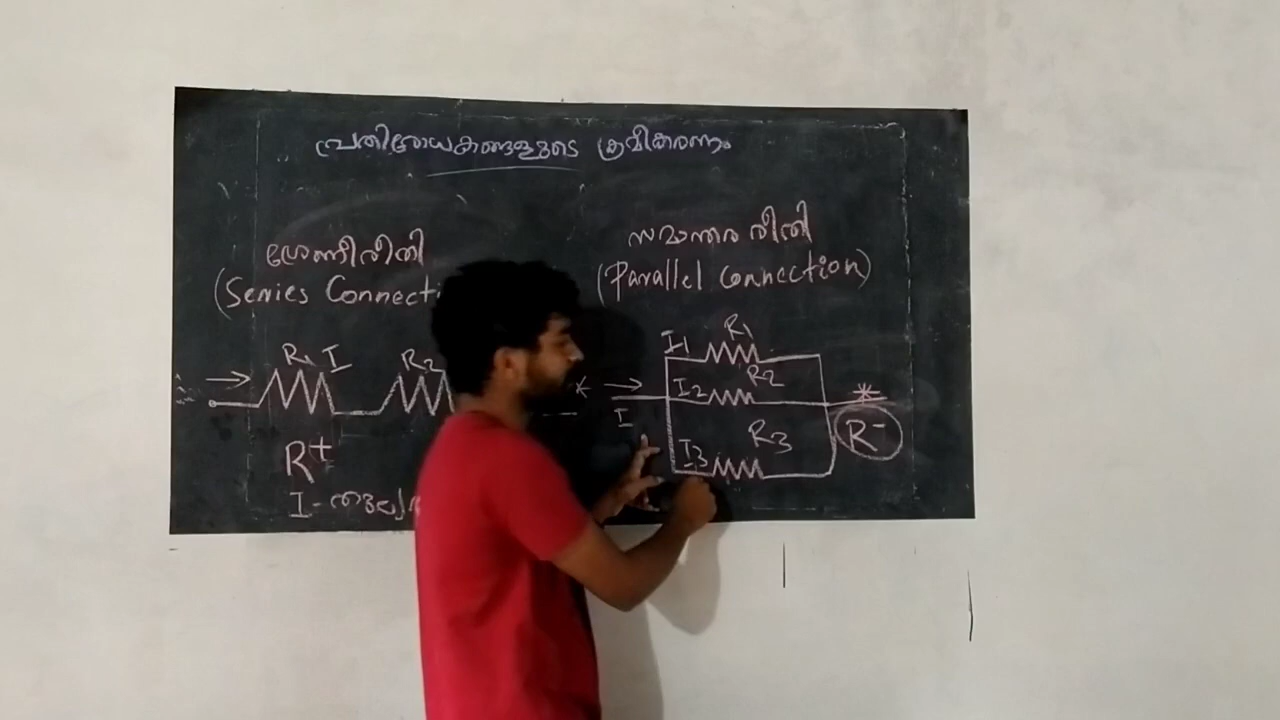 പ്രതിരോധകങ്ങളുടെ ക്രമീകരണം
ശ്രേണീരീതി
(Series Connecti
R1 I R2
R+
I - തുല്യ
സമാന്തര രീതി
(Parallel Connection)
I1 R1
I2 R2
I
I3 R3
R-